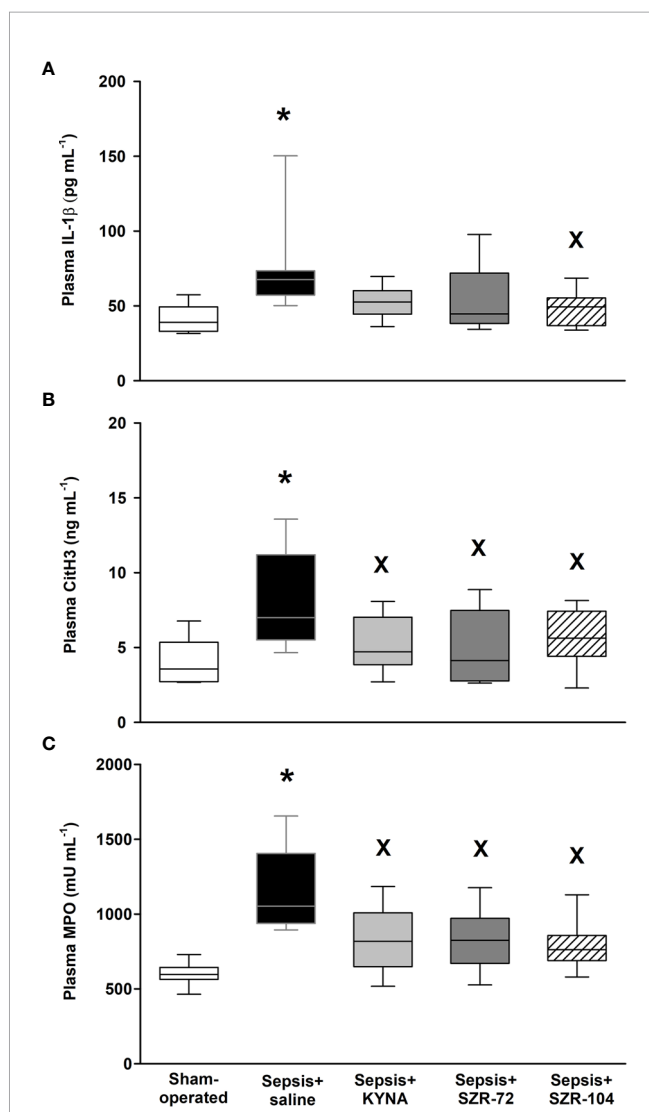 A
Plasma IL-1β (pg mL-1)
200
150
100
50
0
*
X
B
Plasma CitH3 (ng mL-1)
20
15
10
5
0
*
X
X
X
C
Plasma MPO (mU mL-1)
2000
1500
1000
500
0
*
X
X
X
Sham-
operated
Sepsis+
saline
Sepsis+
KYNA
Sepsis+
SZR-72
Sepsis+
SZR-104